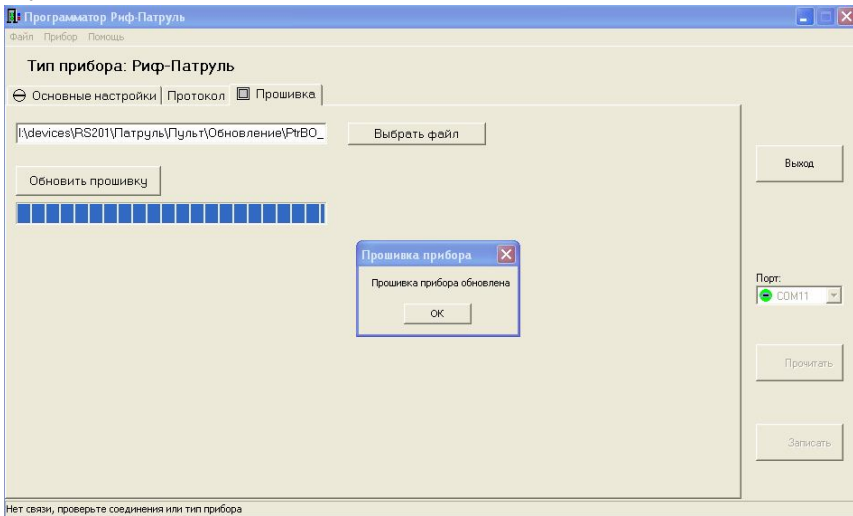 Программатор Риф-Патруль
Файл Прибор Помощь
Тип прибора: Риф-Патруль
Основные настройки Протокол Прошивка
I:\devices\RS201\Патруль\Пульт\Обновление\PtrBO_
Выбрать файл
Выход
Обновить прошивку
Прошивка прибора
Прошивка прибора обновлена
OK
Порт:
COM11
Прочитать
Записать
Нет связи, проверьте соединения или тип прибора